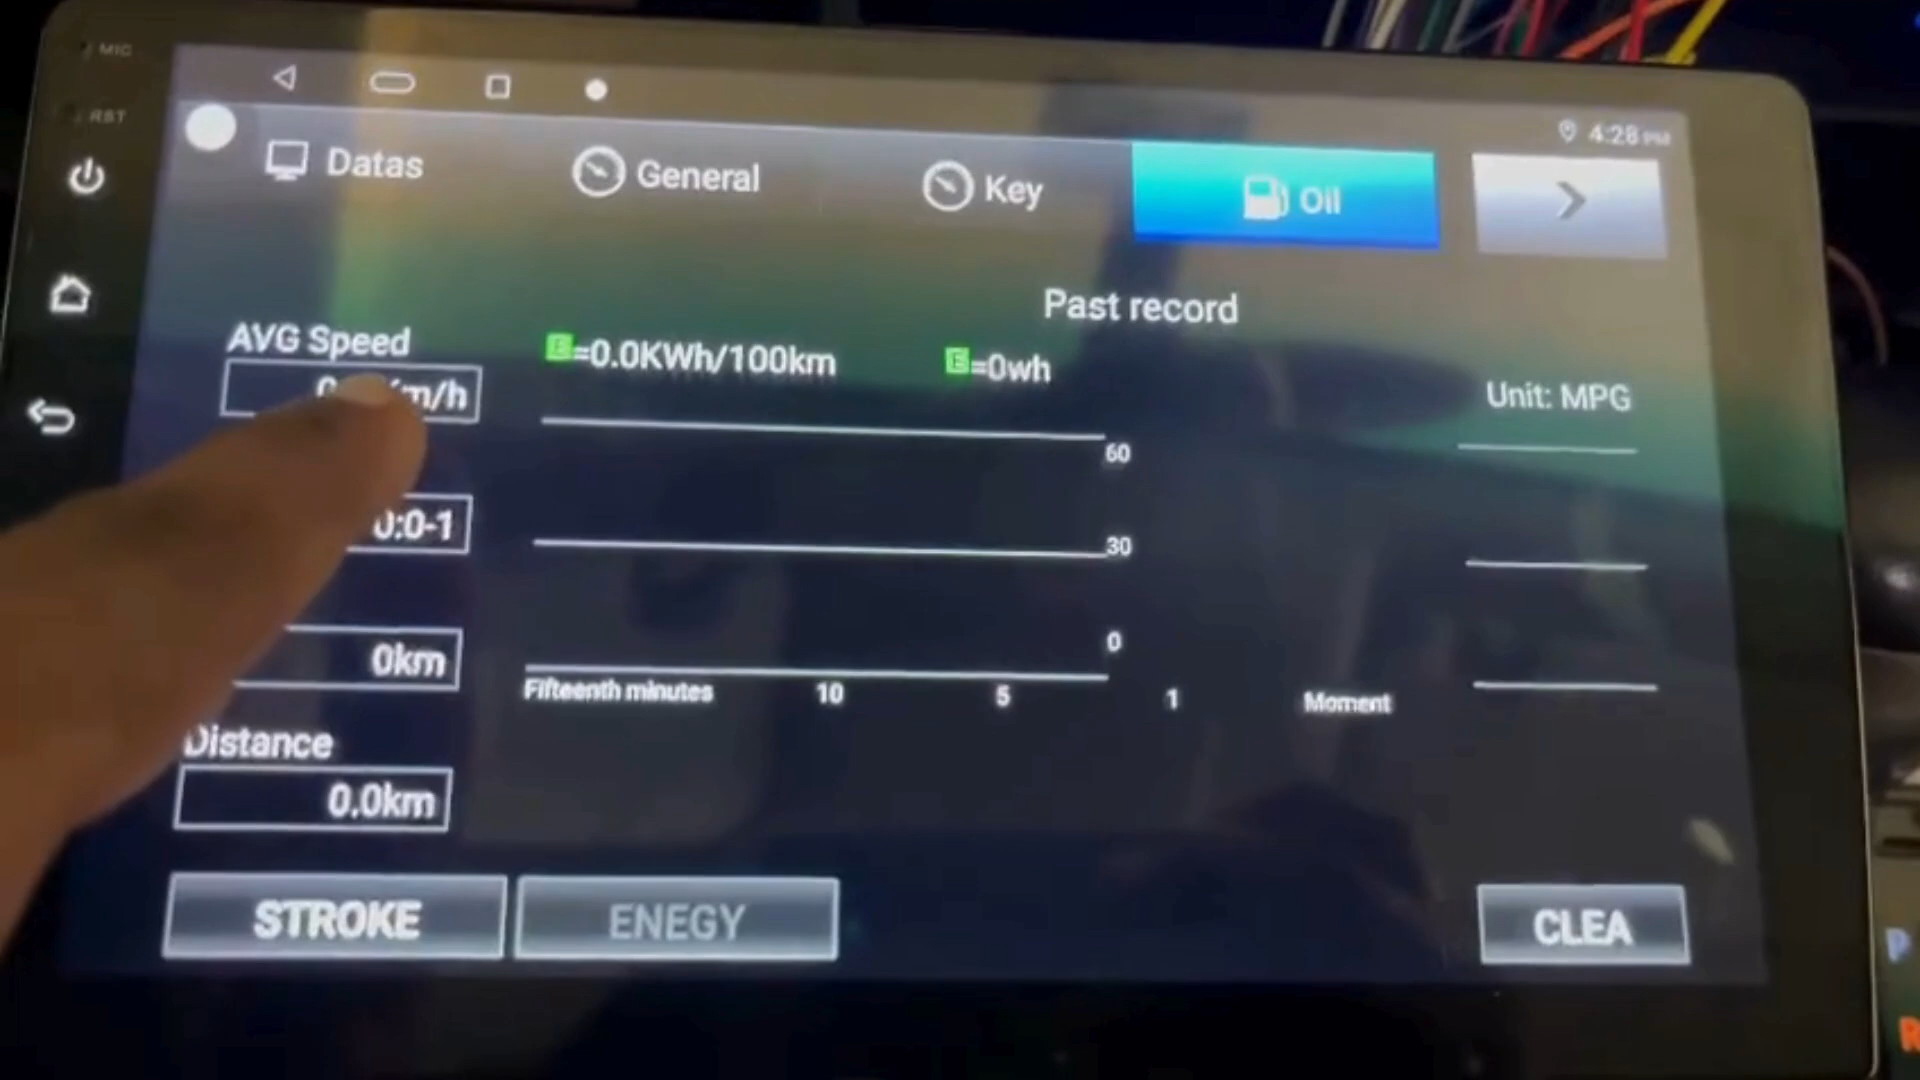 MIC
RST
4:28 PM
Datas
General
Key
Oil
Past record
AVG Speed
E=0.0KWh/100km
E=0wh
Unit: MPG
60
0:0-1
30
0km
0
Fifteenth minutes
10
5
1
Moment
Distance
0.0km
STROKE
ENEGY
CLEA
P
R